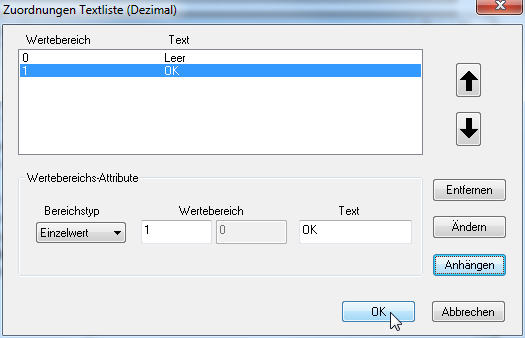 Zuordnungen Textliste (Dezimal)
Wertebereich Text
0 Leer
1 OK
Wertebereichs-Attribute
Bereichstyp Wertebereich Text
Einzelwert 1 0 OK
Entfernen
Ändern
Anhängen
OK Abbrechen